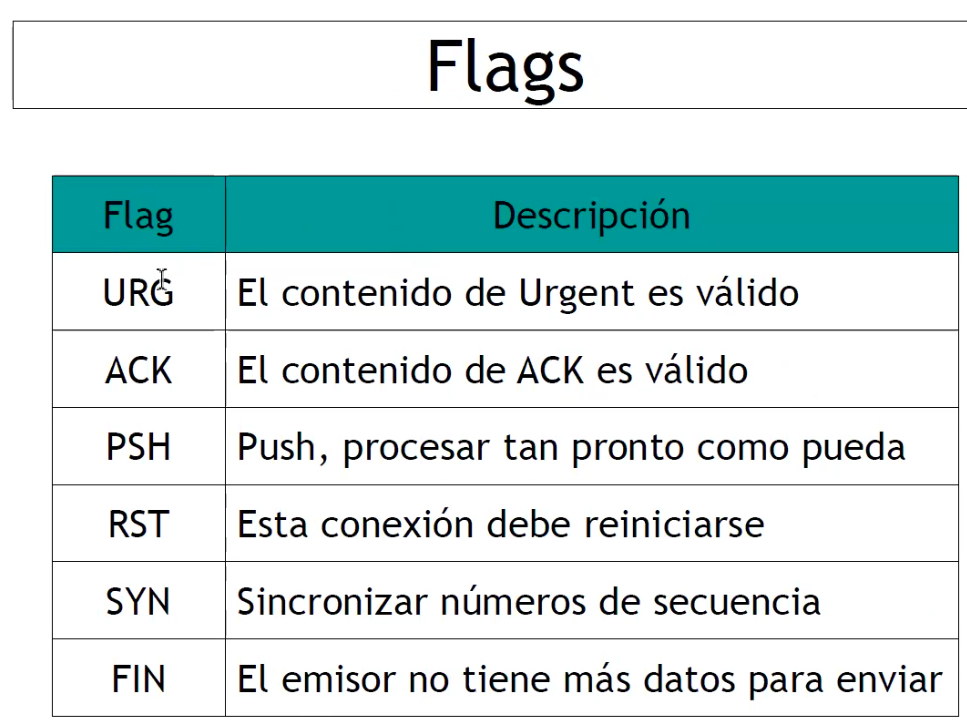 Flags
Flag Descripción
URG El contenido de Urgent es válido
ACK El contenido de ACK es válido
PSH Push, procesar tan pronto como pueda
RST Esta conexión debe reiniciarse
SYN Sincronizar números de secuencia
FIN El emisor no tiene más datos para enviar